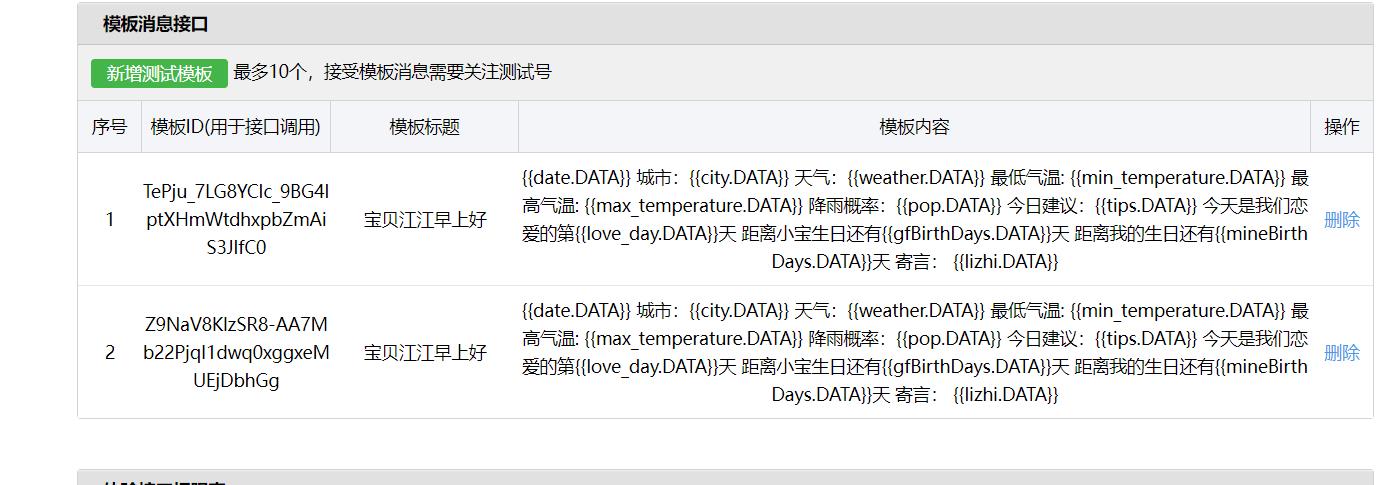 模板消息接口
新增测试模板 最多10个，接受模板消息需要关注测试号
序号 模板ID(用于接口调用) 模板标题 模板内容 操作
1
TePju_7LG8YCIc_9BG4I
ptXHmWtdhxpbZmAi
S3JIfC0
宝贝江江早上好
{{date.DATA}} 城市：{{city.DATA}} 天气：{{weather.DATA}} 最低气温: {{min_temperature.DATA}} 最
高气温: {{max_temperature.DATA}} 降雨概率：{{pop.DATA}} 今日建议：{{tips.DATA}} 今天是我们恋
爱的第{{love_day.DATA}}天 距离小宝生日还有{{gfBirthDays.DATA}}天 距离我的生日还有{{mineBirth
Days.DATA}}天 寄言： {{lizhi.DATA}}
删除
2
Z9NaV8KIzSR8-AA7M
b22PjqI1dwq0xggxeM
UEjDbhGg
宝贝江江早上好
{{date.DATA}} 城市：{{city.DATA}} 天气：{{weather.DATA}} 最低气温: {{min_temperature.DATA}} 最
高气温: {{max_temperature.DATA}} 降雨概率：{{pop.DATA}} 今日建议：{{tips.DATA}} 今天是我们恋
爱的第{{love_day.DATA}}天 距离小宝生日还有{{gfBirthDays.DATA}}天 距离我的生日还有{{mineBirth
Days.DATA}}天 寄言： {{lizhi.DATA}}
删除